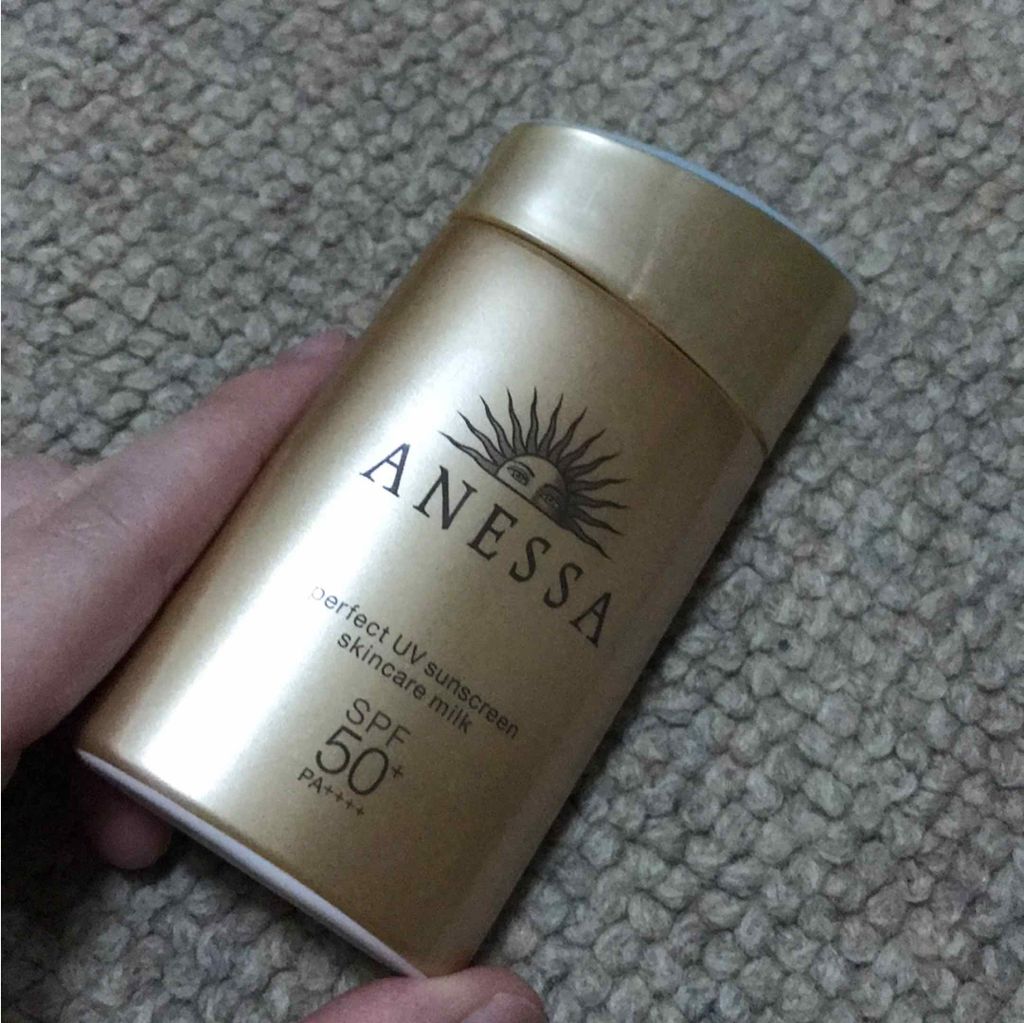 ANESSA
perfect UV sunscreen
skincare milk
SPF
50+
PA++++